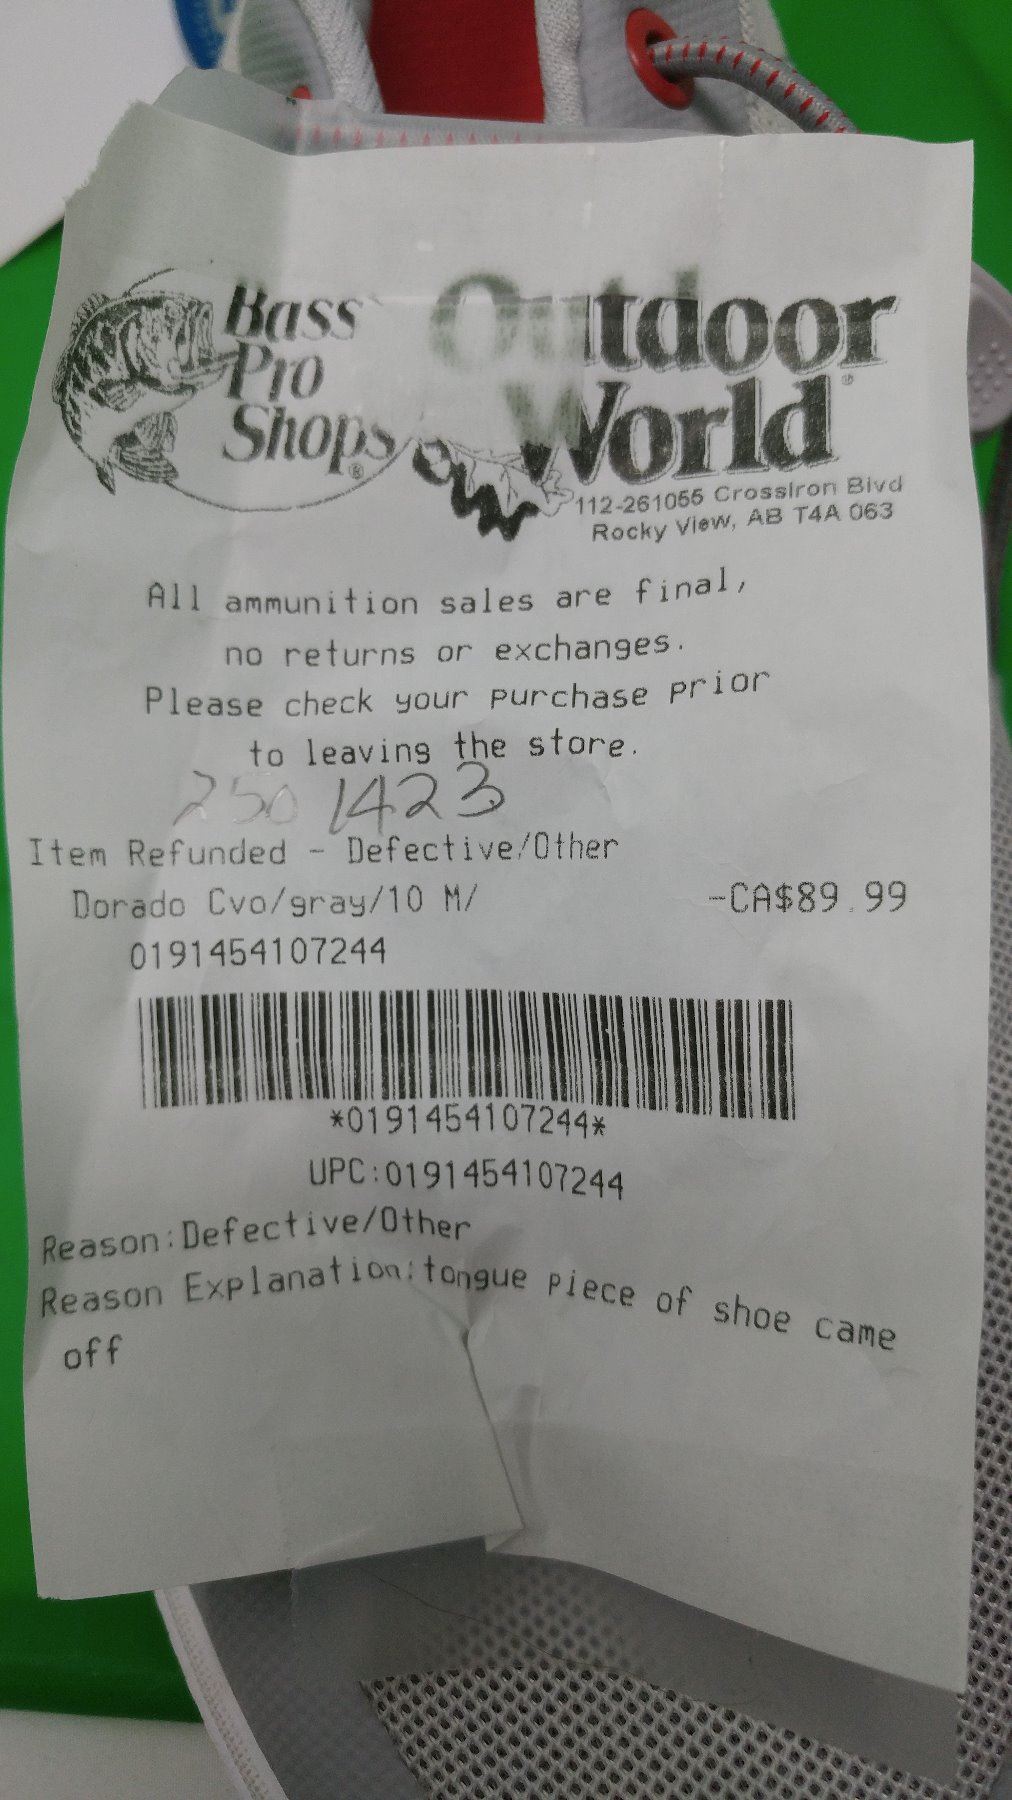 Bass
Pro
Shops®
Outdoor
World®
112-261055 CrossIron Blvd
Rocky View, AB T4A 063
All ammunition sales are final,
no returns or exchanges.
Please check your purchase prior
to leaving the store.
250 1423
Item Refunded - Defective/Other
Dorado Cvo/gray/10 M/ -CA$89.99
0191454107244
*0191454107244*
UPC:0191454107244
Reason:Defective/Other
Reason Explanation:tongue piece of shoe came
off